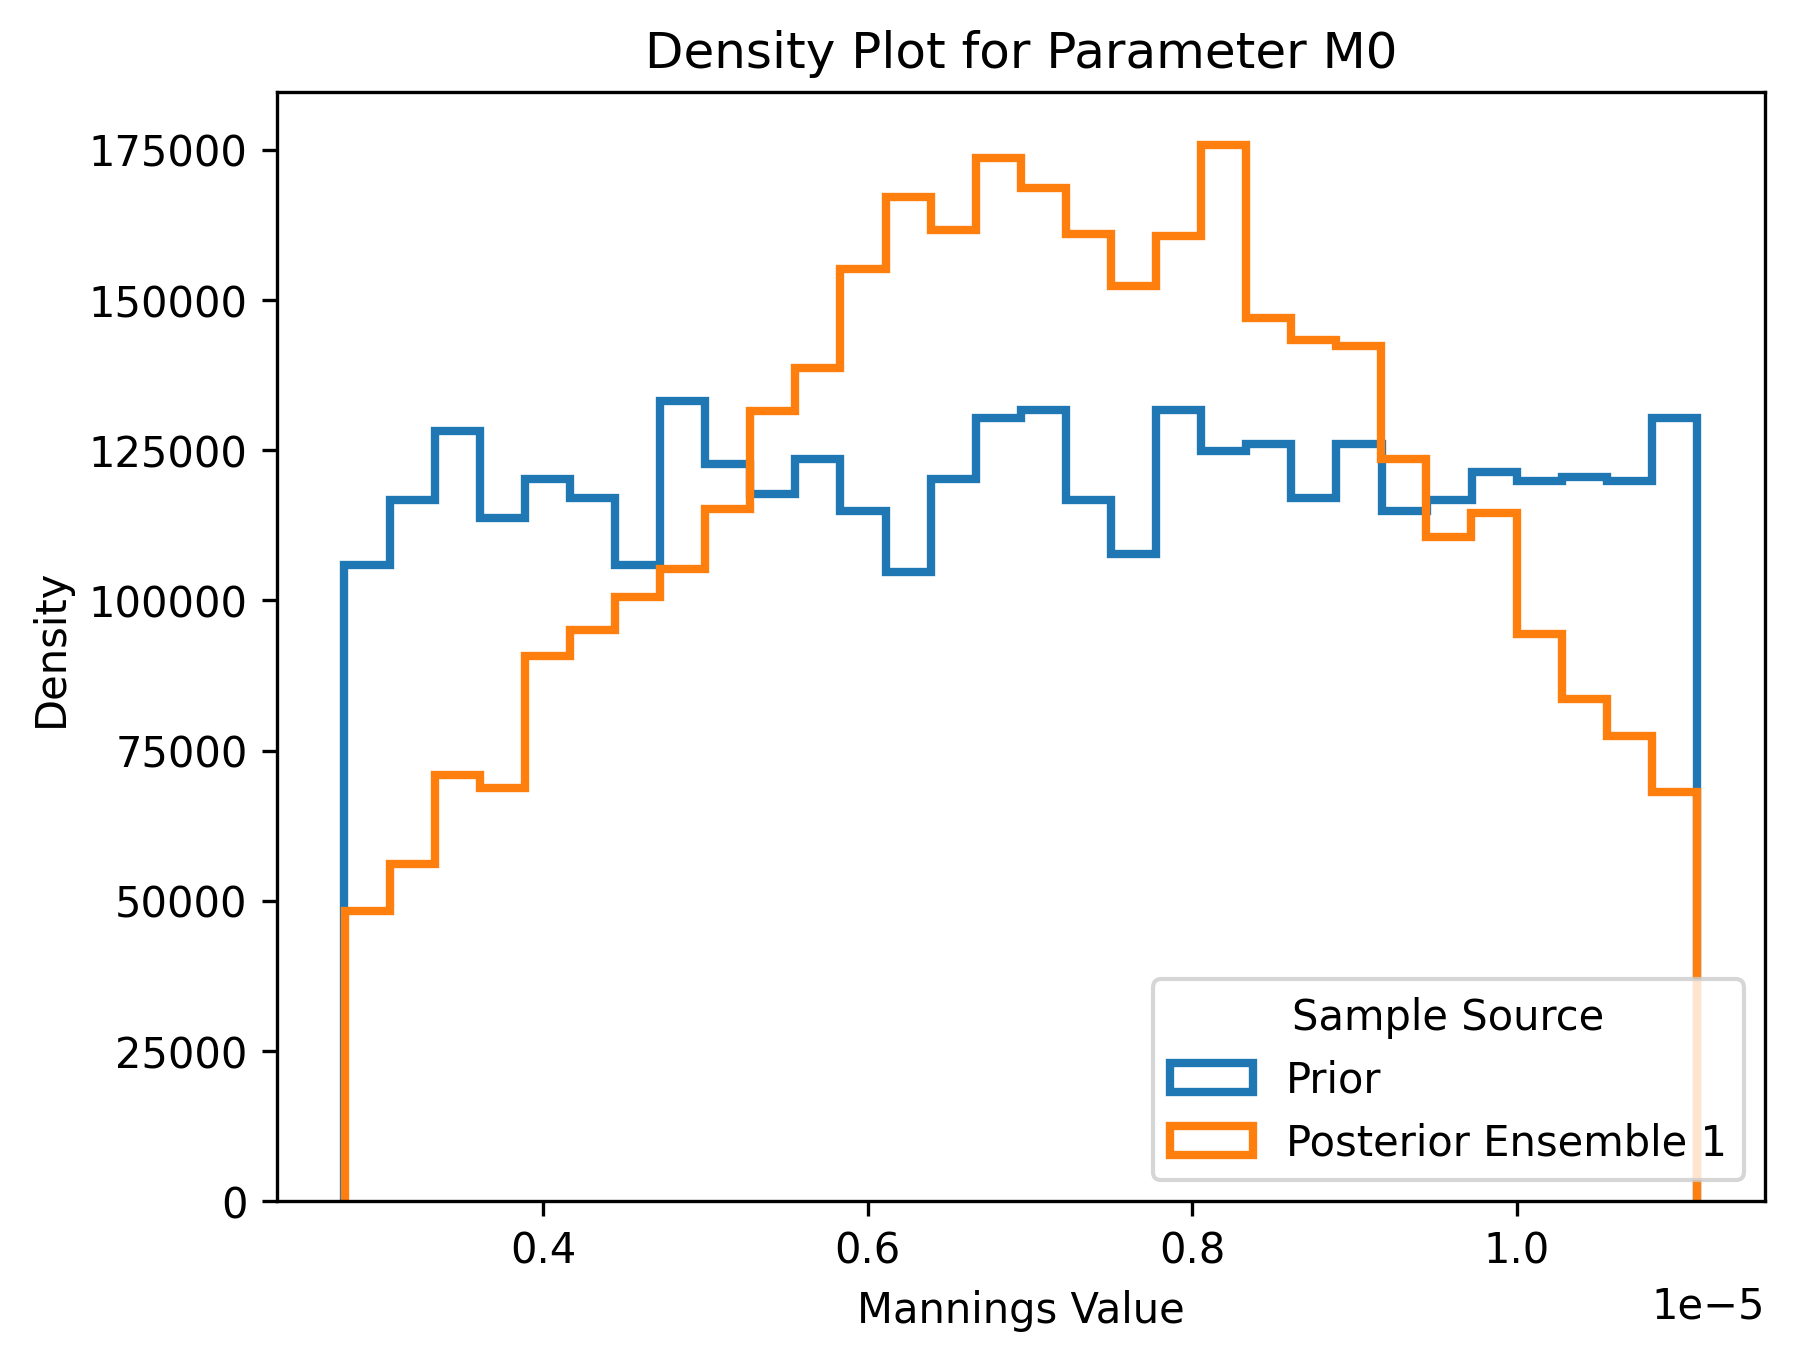 Density Plot for Parameter M0
175000
150000
125000
100000
75000
50000
25000
0
Density
0.4 0.6 0.8 1.0
1e−5
Mannings Value
Sample Source
Prior
Posterior Ensemble 1